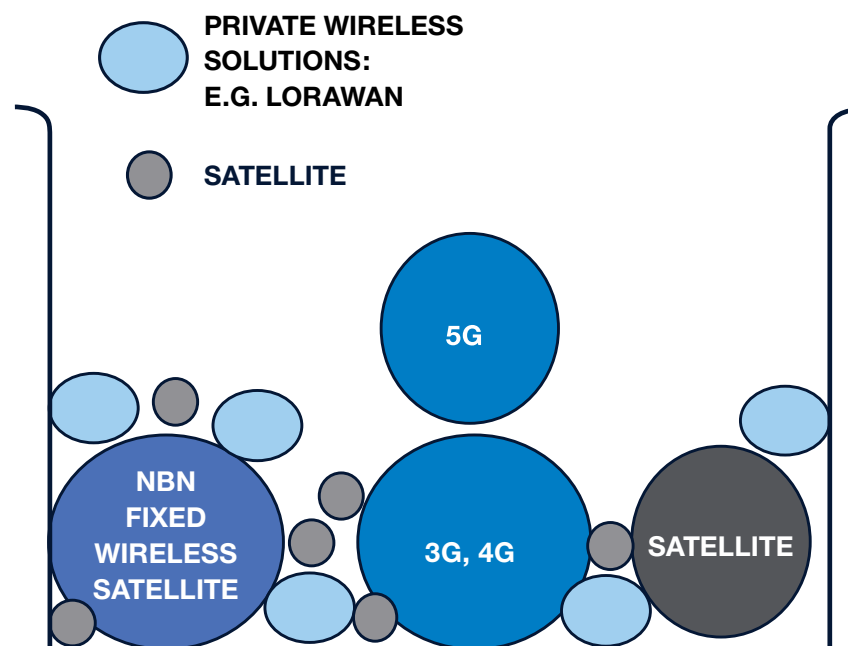 PRIVATE WIRELESS
SOLUTIONS:
E.G. LORAWAN
SATELLITE
5G
NBN
FIXED
WIRELESS
SATELLITE
3G, 4G
SATELLITE